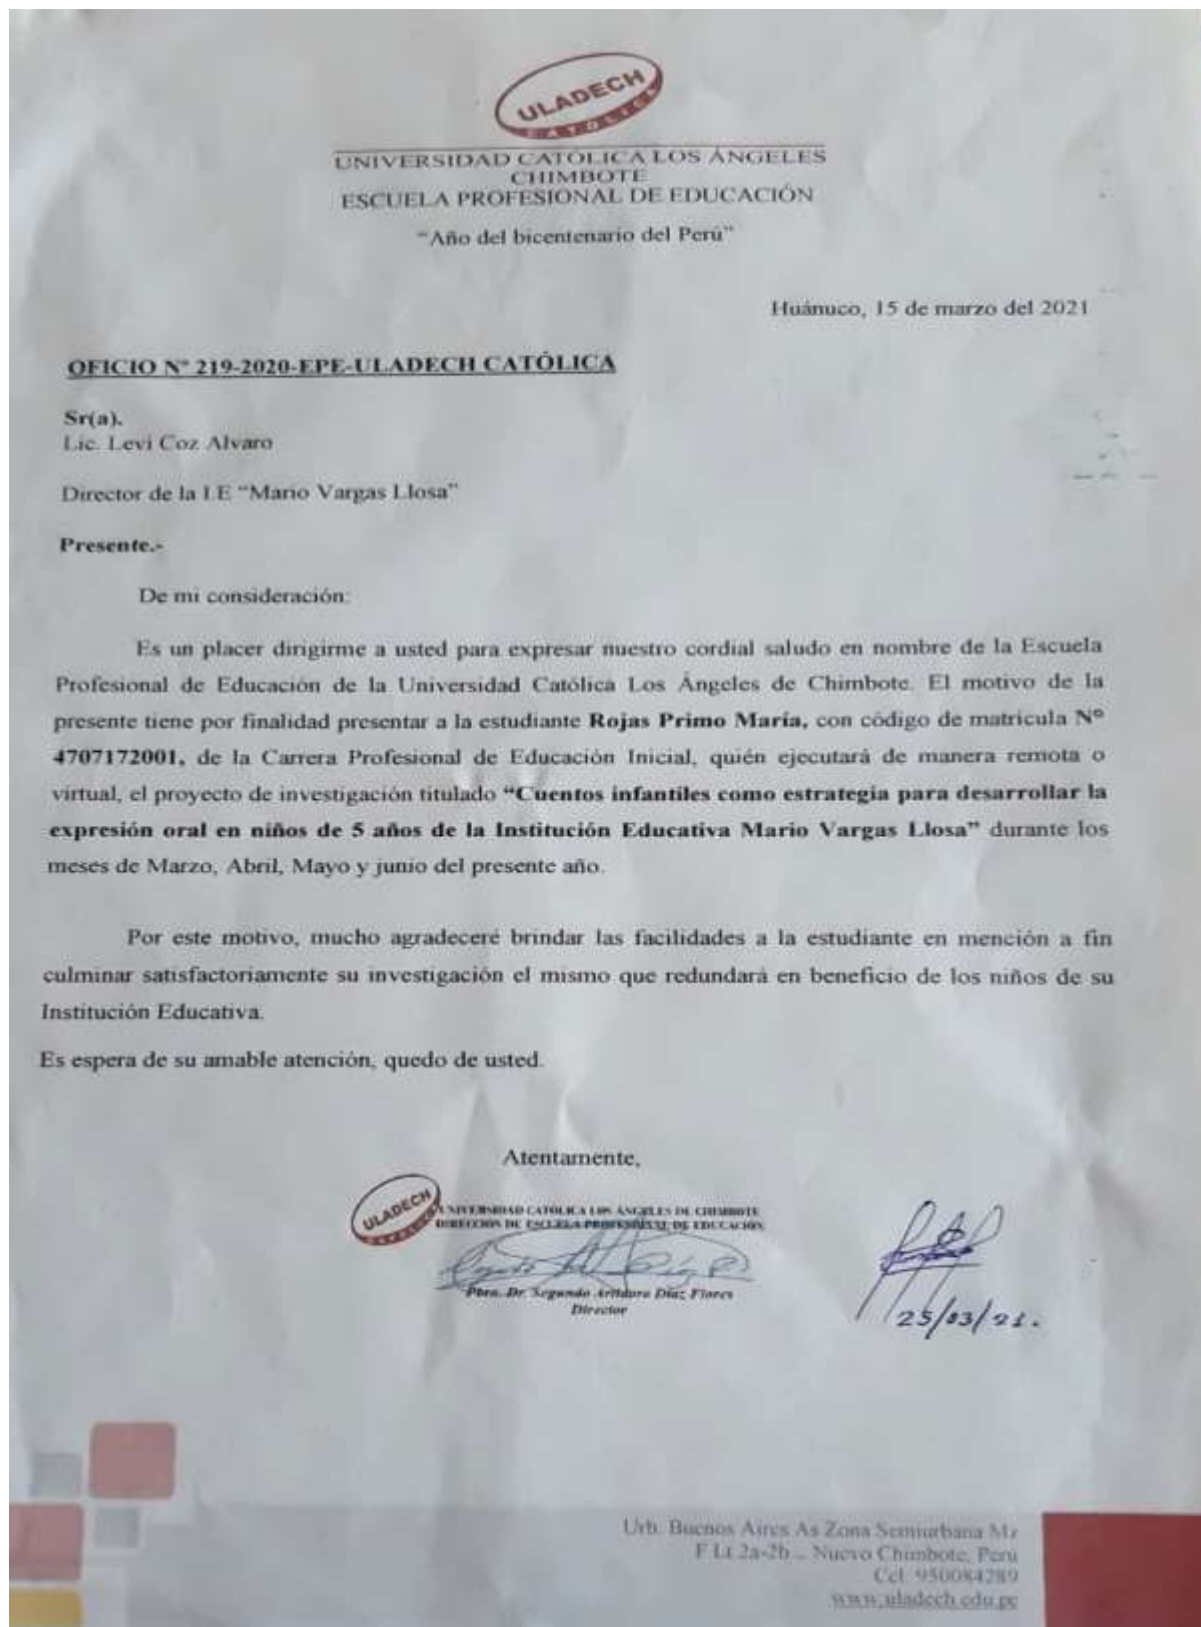 ULADECH
CATÓLICA
UNIVERSIDAD CATÓLICA LOS ÁNGELES
CHIMBOTE
ESCUELA PROFESIONAL DE EDUCACIÓN
"Año del bicentenario del Perú"
Huánuco, 15 de marzo del 2021
OFICIO Nº 219-2020-EPE-ULADECH CATÓLICA
Sr(a).
Lic. Levi Coz Alvaro
Director de la I.E "Mario Vargas Llosa"
Presente.-
De mi consideración:
Es un placer dirigirme a usted para expresar nuestro cordial saludo en nombre de la Escuela
Profesional de Educación de la Universidad Católica Los Ángeles de Chimbote. El motivo de la
presente tiene por finalidad presentar a la estudiante Rojas Primo María, con código de matrícula Nº
4707172001, de la Carrera Profesional de Educación Inicial, quién ejecutará de manera remota o
virtual, el proyecto de investigación titulado "Cuentos infantiles como estrategia para desarrollar la
expresión oral en niños de 5 años de la Institución Educativa Mario Vargas Llosa" durante los
meses de Marzo, Abril, Mayo y junio del presente año.
Por este motivo, mucho agradeceré brindar las facilidades a la estudiante en mención a fin
culminar satisfactoriamente su investigación el mismo que redundará en beneficio de los niños de su
Institución Educativa.
Es espera de su amable atención, quedo de usted.
Atentamente,
ULADECH
UNIVERSIDAD CATÓLICA LOS ÁNGELES DE CHIMBOTE
DIRECCIÓN DE ESCUELA PROFESIONAL DE EDUCACIÓN
Dr. Segundo Artidoro Díaz Flores
Director
25/03/21.
Urb. Buenos Aires As Zona Semiurbana Mz
F Lt 2a-2b _ Nuevo Chimbote, Perú
Cel: 950084289
www.uladech.edu.pe